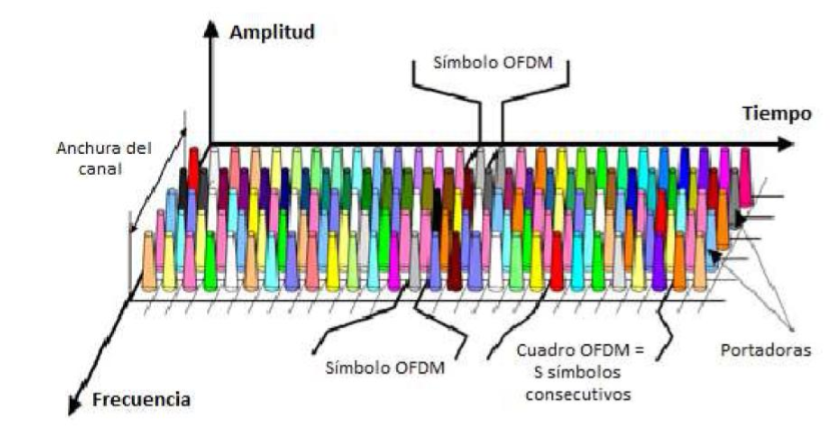 Amplitud
Símbolo OFDM
Tiempo
Anchura del
canal
Símbolo OFDM
Cuadro OFDM =
S símbolos
consecutivos
Portadoras
Frecuencia